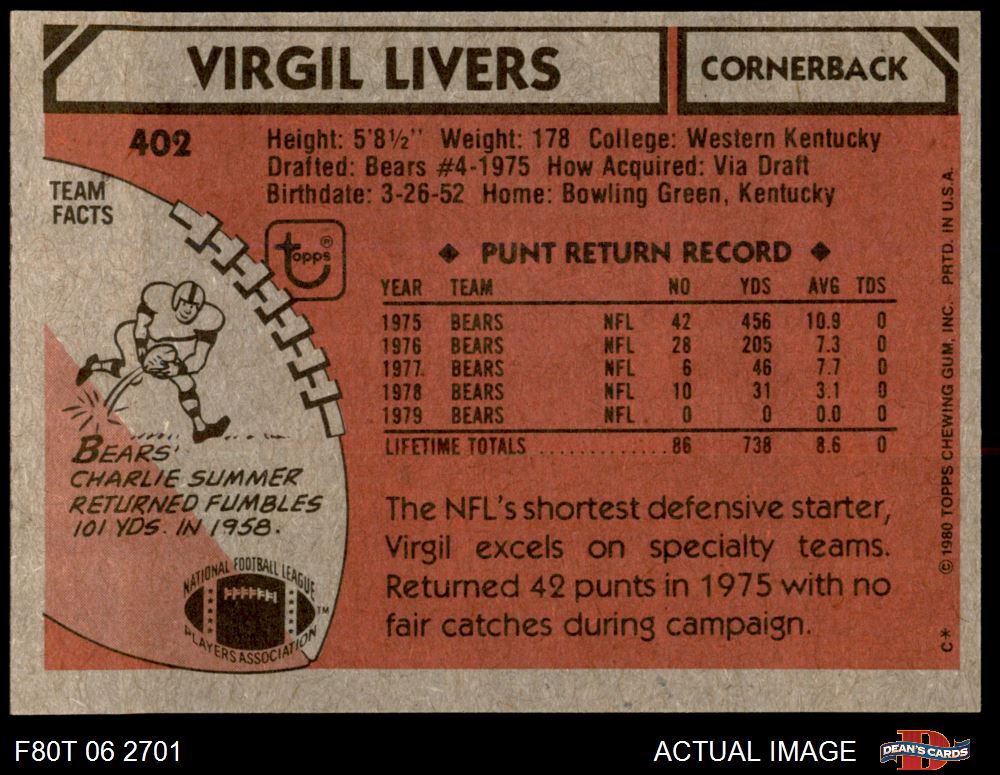 VIRGIL LIVERS
CORNERBACK
402
Height: 5'8½" Weight: 178 College: Western Kentucky
Drafted: Bears #4-1975 How Acquired: Via Draft
Birthdate: 3-26-52 Home: Bowling Green, Kentucky
TEAM
FACTS
topps®
◆ PUNT RETURN RECORD ◆
YEAR TEAM NO YDS AVG TDS
1975 BEARS NFL 42 456 10.9 0
1976 BEARS NFL 28 205 7.3 0
1977 BEARS NFL 6 46 7.7 0
1978 BEARS NFL 10 31 3.1 0
1979 BEARS NFL 0 0 0.0 0
LIFETIME TOTALS .............86 738 8.6 0
BEARS'
CHARLIE SUMMER
RETURNED FUMBLES
101 YDS. IN 1958.
The NFL's shortest defensive starter,
Virgil excels on specialty teams.
Returned 42 punts in 1975 with no
fair catches during campaign.
NATIONAL FOOTBALL LEAGUE
PLAYERS ASSOCIATION
™
C* © 1980 TOPPS CHEWING GUM, INC. PRTD. IN U.S.A.
F80T 06 2701
ACTUAL IMAGE
D
DEAN'S CARDS